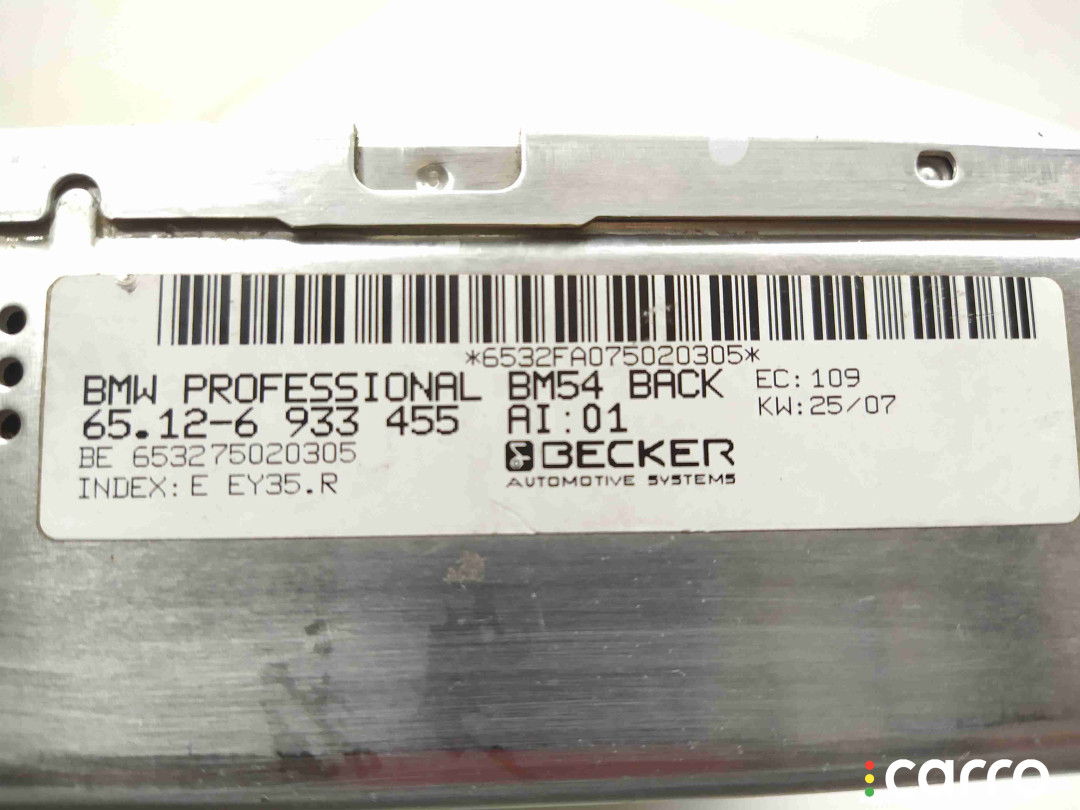 *6532FA075020305*
BMW PROFESSIONAL BM54 BACK EC:109
65.12-6 933 455 AI:01 KW:25/07
BE 653275020305
BECKER
INDEX: E EY35.R
AUTOMOTIVE SYSTEMS
carro